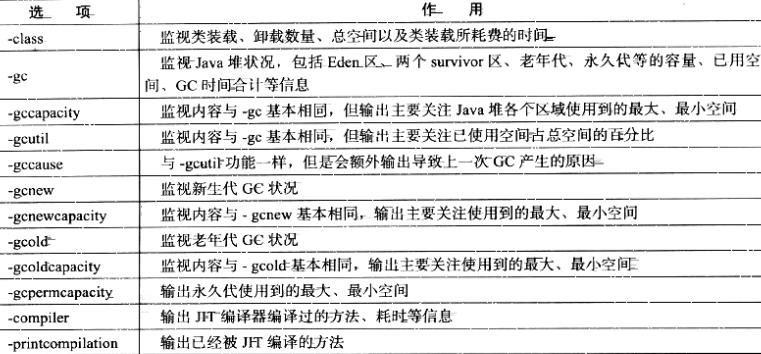 选 项 作 用
-class 监视类装载、卸载数量、总空间以及类装载所耗费的时间
-gc 监视 Java 堆状况，包括 Eden 区、两个 survivor 区、老年代、永久代等的容量、已用空
间、GC 时间合计等信息
-gccapacity 监视内容与 -gc 基本相同，但输出主要关注 Java 堆各个区域使用到的最大、最小空间
-gcutil 监视内容与 -gc 基本相同，但输出主要关注已使用空间占总空间的百分比
-gccause 与 -gcutil 功能一样，但是会额外输出导致上一次 GC 产生的原因
-gcnew 监视新生代 GC 状况
-gcnewcapacity 监视内容与 - gcnew 基本相同，输出主要关注使用到的最大、最小空间
-gcold 监视老年代 GC 状况
-gcoldcapacity 监视内容与 - gcold 基本相同，输出主要关注使用到的最大、最小空间
-gcpermcapacity 输出永久代使用到的最大、最小空间
-compiler 输出 JIT 编译器编译过的方法、耗时等信息
-printcompilation 输出已经被 JIT 编译的方法